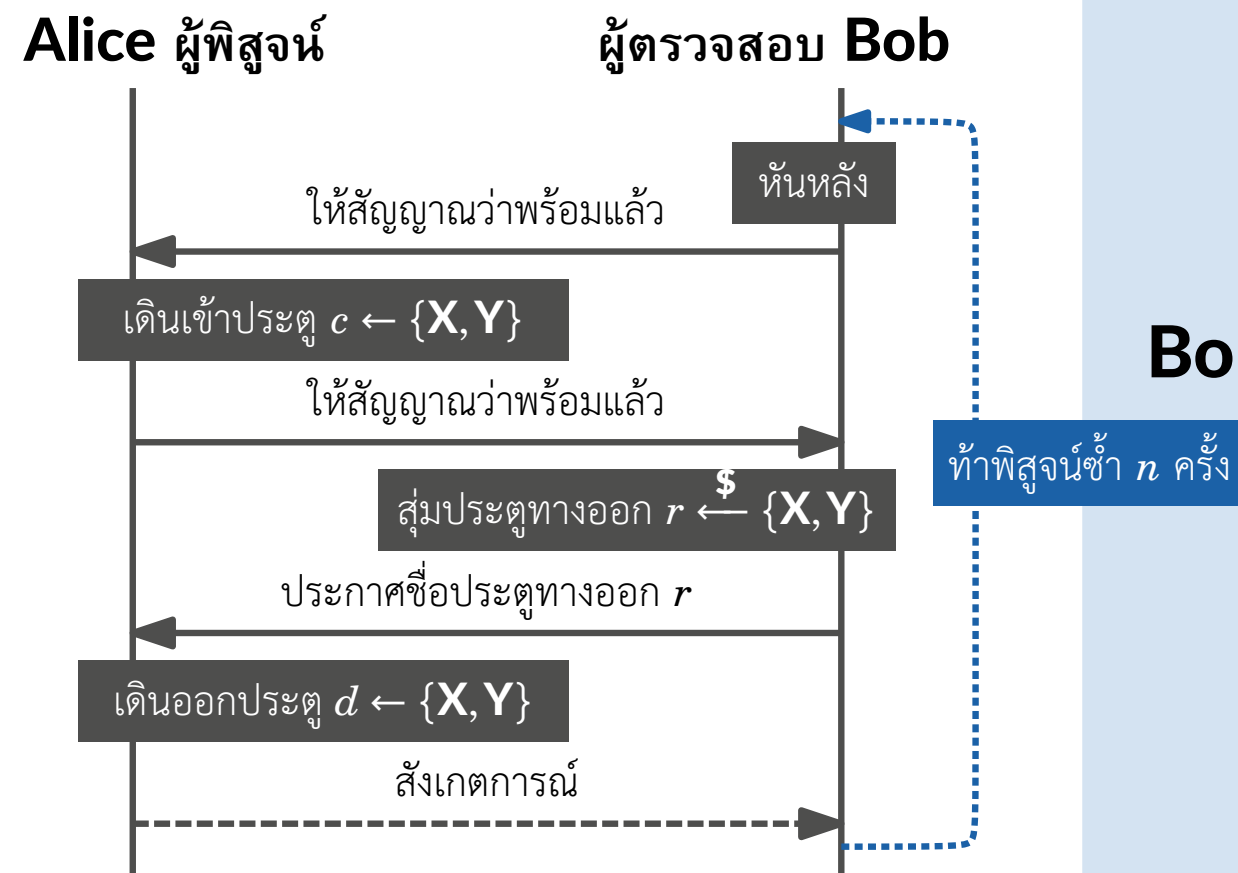 Alice ผู้พิสูจน์
ผู้ตรวจสอบ Bob
หันหลัง
ให้สัญญาณว่าพร้อมแล้ว
เดินเข้าประตู c ← {X, Y}
ให้สัญญาณว่าพร้อมแล้ว
Bo
ท้าพิสูจน์ซ้ำ n ครั้ง
สุ่มประตูทางออก r ←$ {X, Y}
ประกาศชื่อประตูทางออก r
เดินออกประตู d ← {X, Y}
สังเกตการณ์